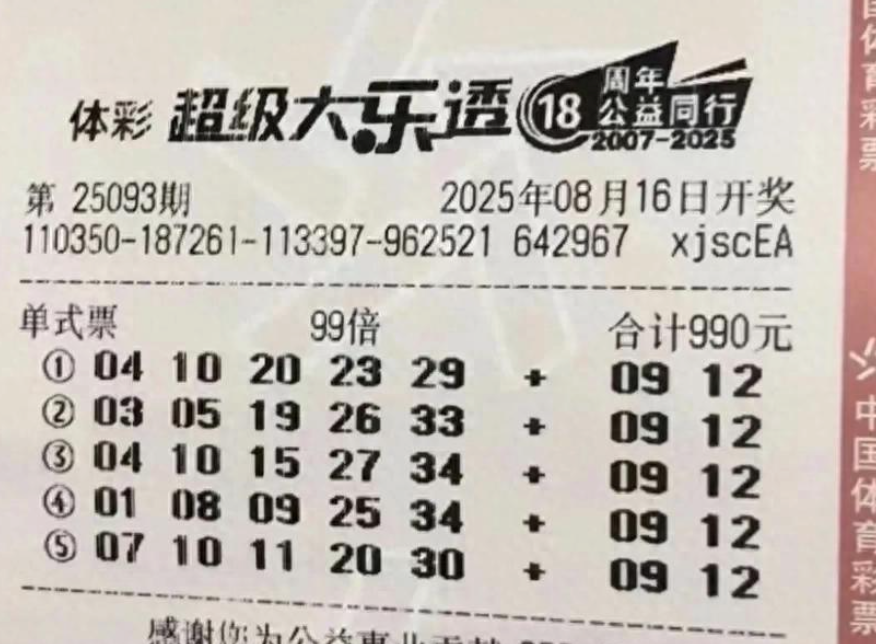 体彩 超级大乐透 18 周年
公益同行
2007-2025
第 25093期 2025年08月16日开奖
110350-187261-113397-962521 642967 xjscEA
单式票 99倍 合计990元
① 04 10 20 23 29 + 09 12
② 03 05 19 26 33 + 09 12
③ 04 10 15 27 34 + 09 12
④ 01 08 09 25 34 + 09 12
⑤ 07 10 11 20 30 + 09 12
感谢您为公益事业贡献
国体育彩票
中国体育彩票